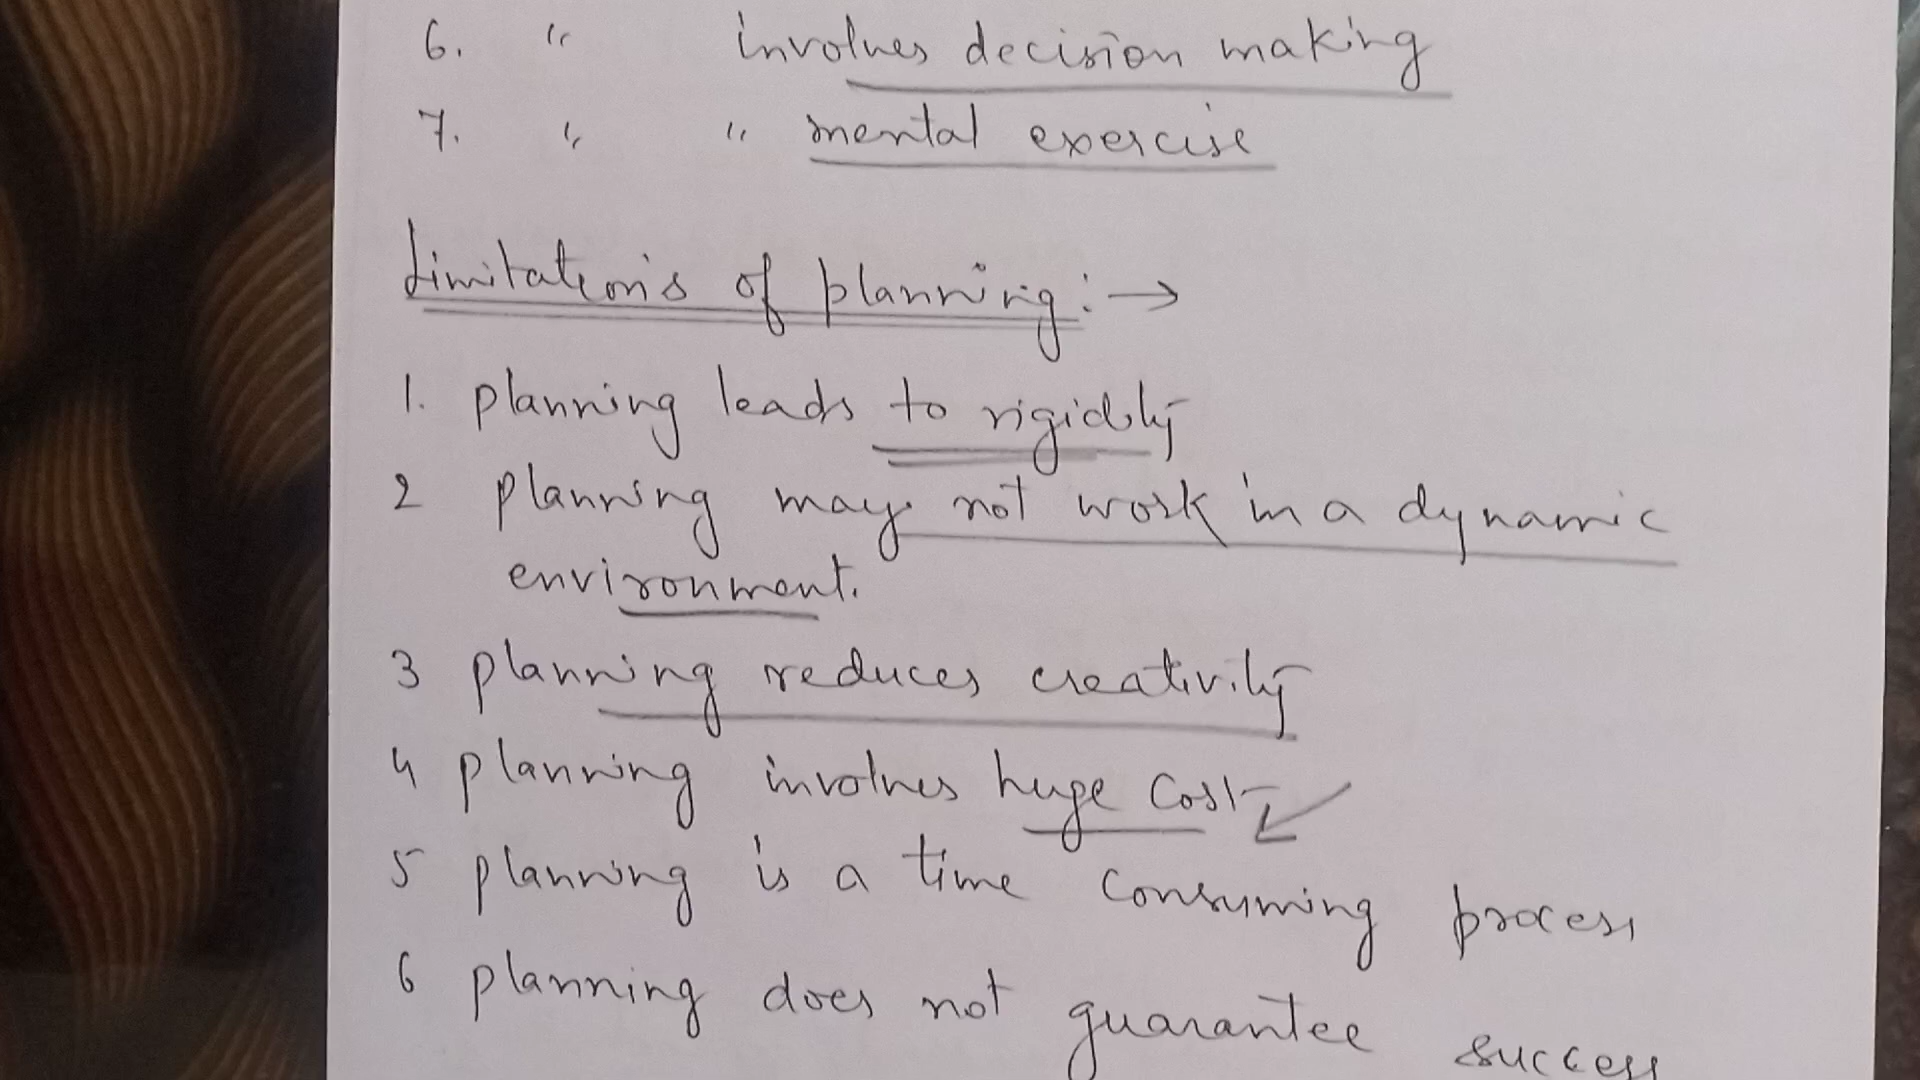 6. " involves decision making
7. " " mental exercise
Limitations of planning :→
1. planning leads to rigidity
2 planning may not work in a dynamic
environment.
3 planning reduces creativity
4 planning involves huge cost
5 planning is a time consuming process
6 planning does not guarantee success